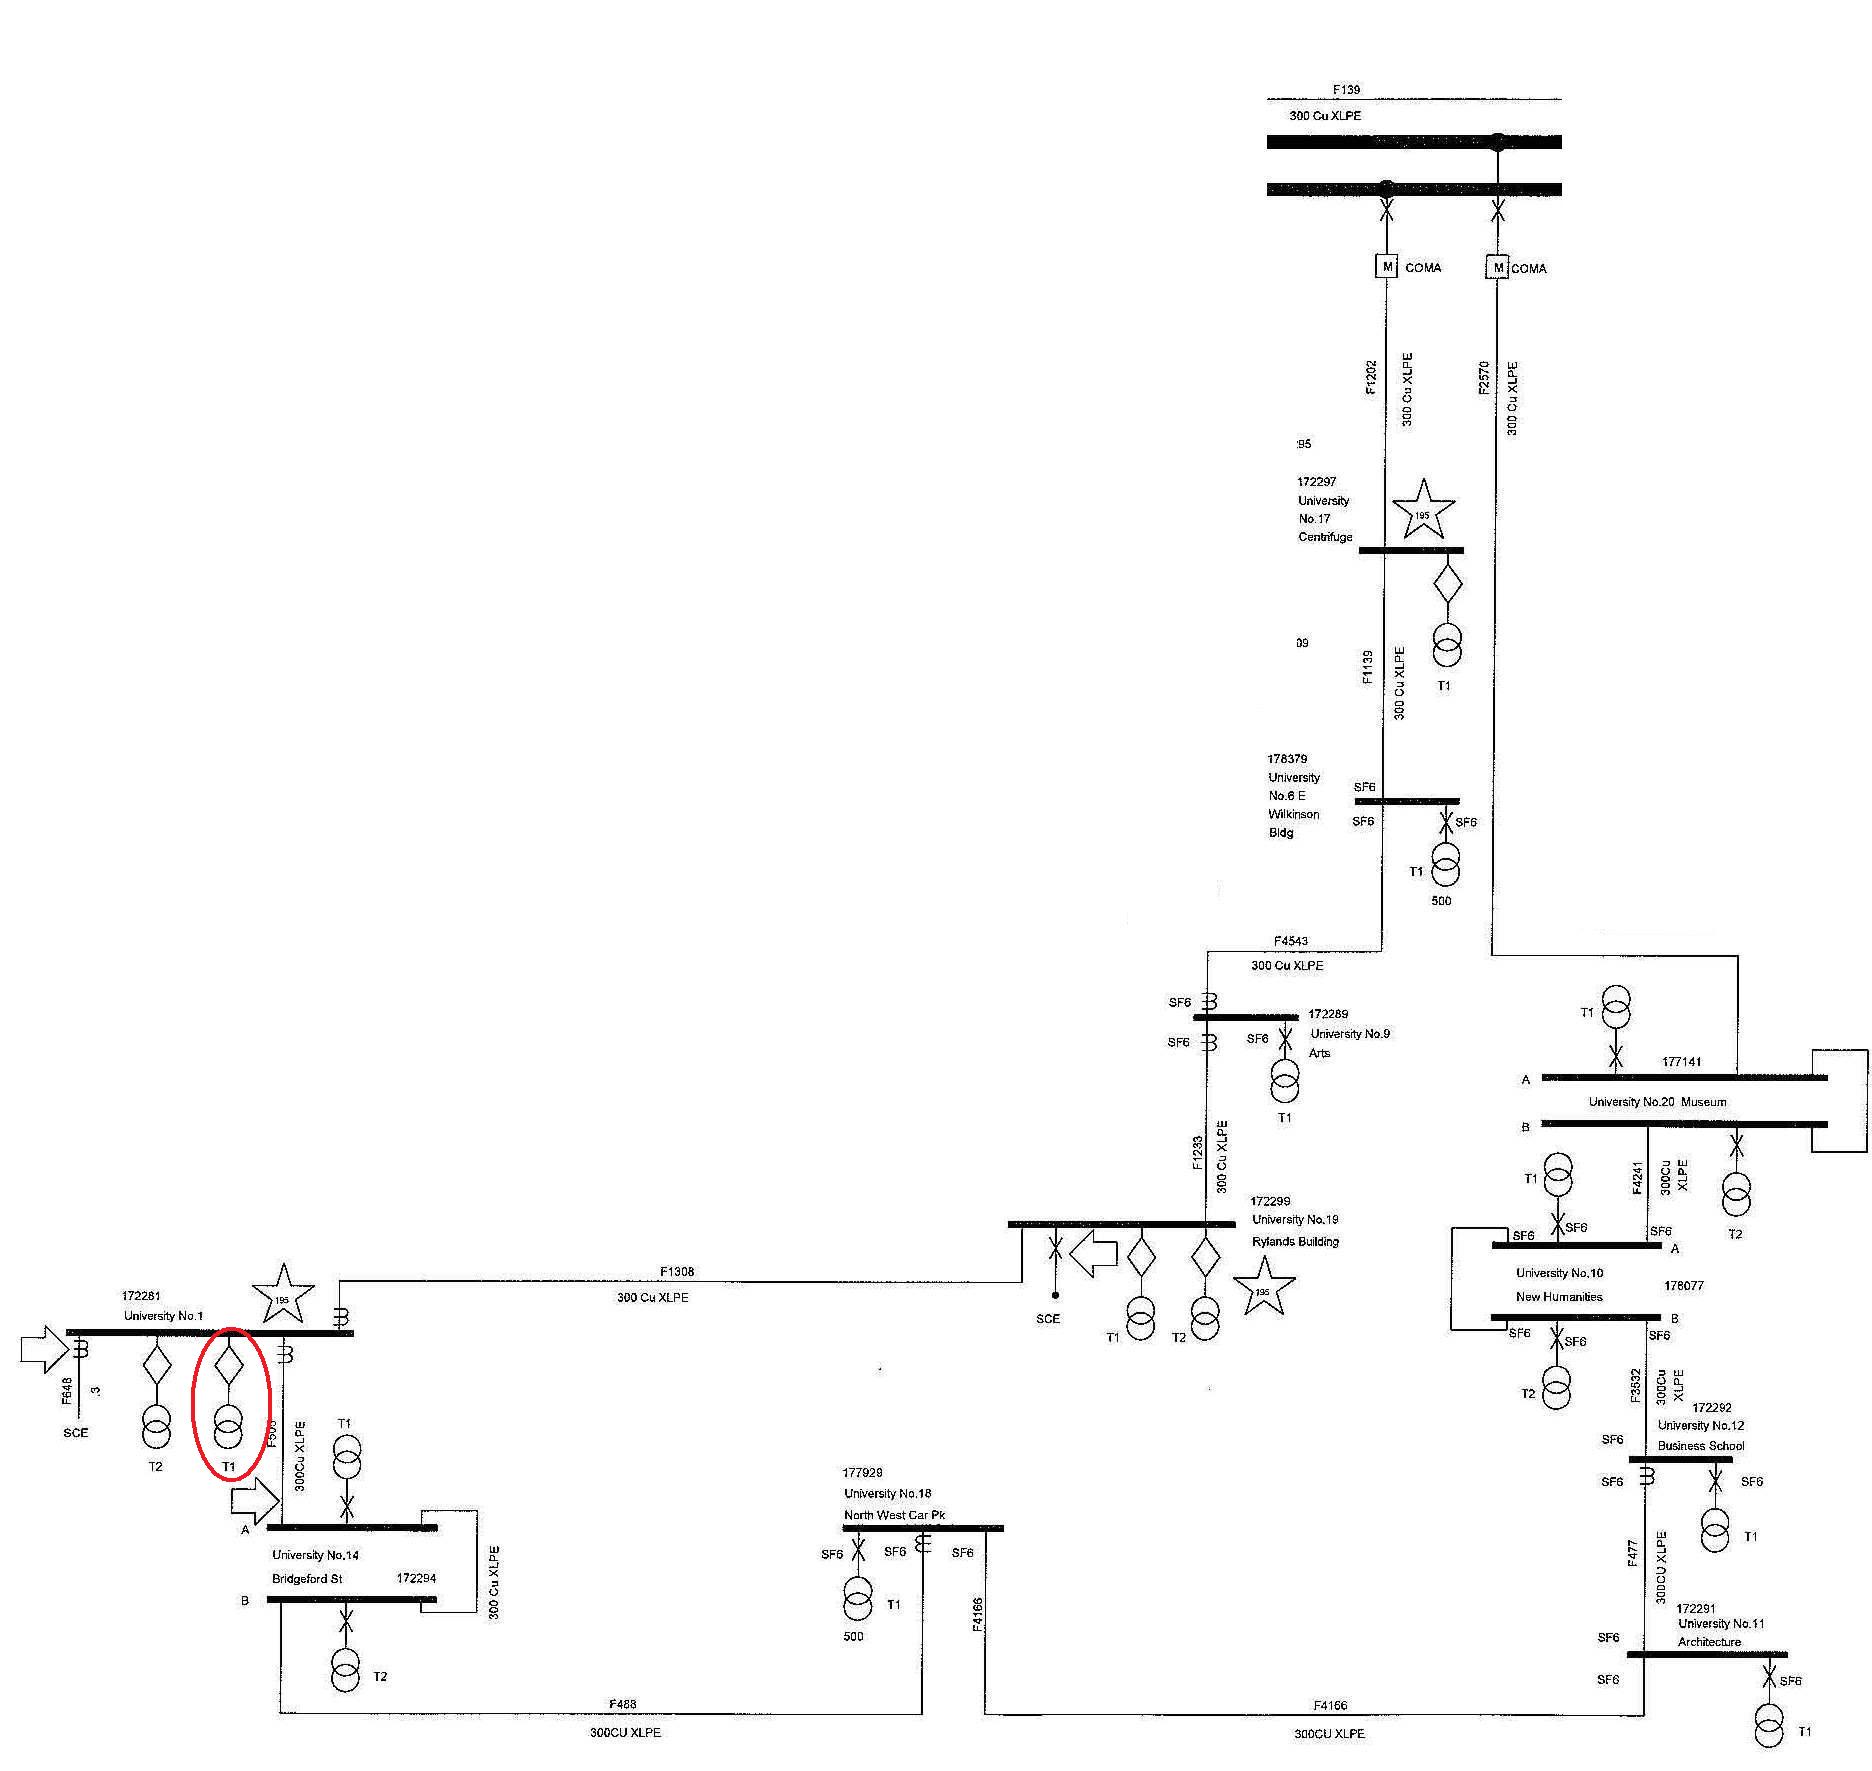 F139
300 Cu XLPE
M COMA
M COMA
F1202
300 Cu XLPE
F2570
300 Cu XLPE
95
172297
University
No.17
Centrifuge
195
T1
09
F1139
300 Cu XLPE
178379
University
No.6 E
Wilkinson
Bldg
SF6
SF6
SF6
T1
500
F4543
300 Cu XLPE
SF6
SF6
SF6
172289
University No.9
Arts
T1
F1233
300 Cu XLPE
T1
177141
A
University No.20 Museum
B
T1
F4241
300Cu
XLPE
T2
SF6
SF6
SF6
A
University No.10
178077
New Humanities
B
SF6
SF6
SF6
T2
F3532
300Cu
XLPE
172299
University No.19
Rylands Building
195
SCE
T1
T2
F1308
300 Cu XLPE
172281
University No.1
195
F648
.3
SCE
T2
T1
300Cu XLPE
T1
A
University No.14
Bridgeford St
172294
B
300 Cu XLPE
T2
177929
University No.18
North West Car Pk
SF6
SF6
SF6
T1
500
F4166
F488
300CU XLPE
F4166
300CU XLPE
172292
University No.12
Business School
SF6
SF6
SF6
T1
F477
300CU XLPE
172291
University No.11
Architecture
SF6
SF6
SF6
T1